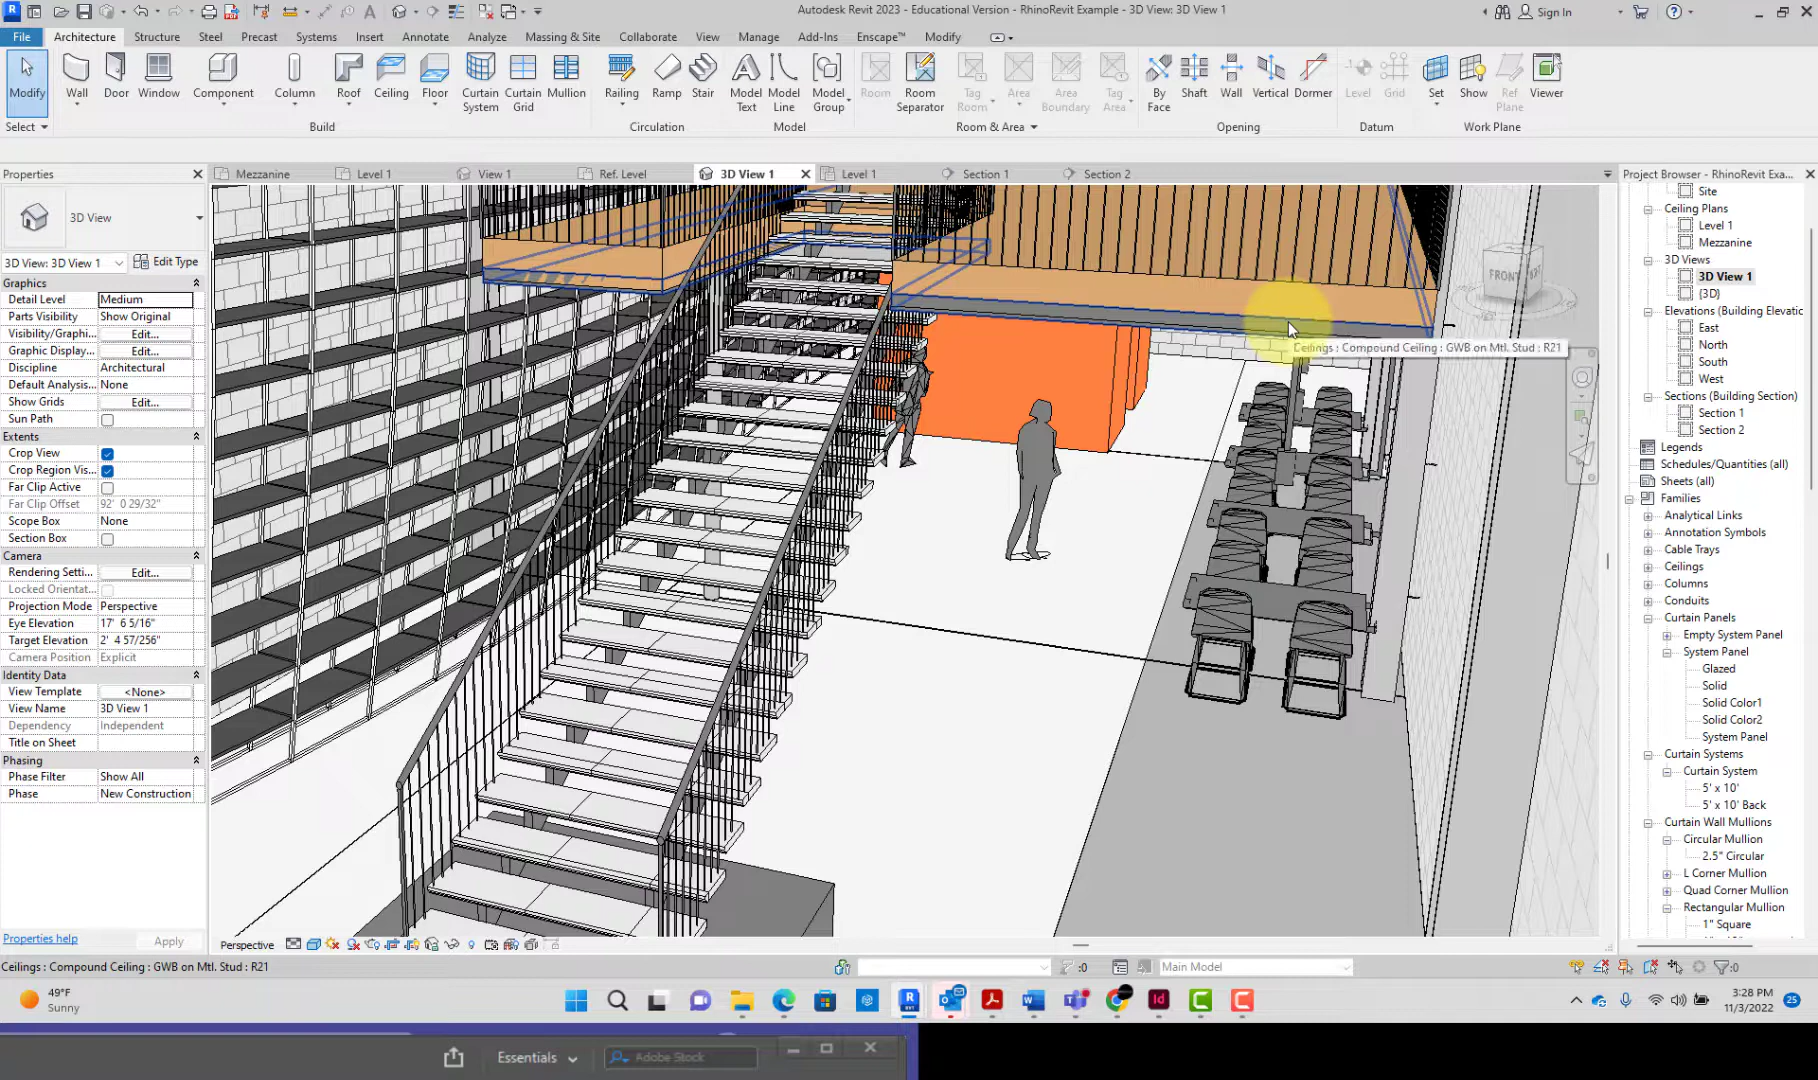 Autodesk Revit 2023 - Educational Version - RhinoRevit Example - 3D View: 3D View 1
Sign In
File Architecture Structure Steel Precast Systems Insert Annotate Analyze Massing & Site Collaborate View Manage Add-Ins Enscape™ Modify
Modify Wall Door Window Component Column Roof Ceiling Floor Curtain System Curtain Grid Mullion Railing Ramp Stair Model Text Model Line Model Group Room Room Separator Tag Room Area Area Boundary Tag Area By Face Shaft Wall Vertical Dormer Level Grid Set Show Ref Plane Viewer
Select Build Circulation Model Room & Area Opening Datum Work Plane
Properties
Mezzanine Level 1 View 1 Ref. Level 3D View 1 Level 1 Section 1 Section 2
Project Browser - RhinoRevit Exa...
3D View
3D View: 3D View 1 Edit Type
Graphics
Detail Level Medium
Parts Visibility Show Original
Visibility/Graphi... Edit...
Graphic Display... Edit...
Discipline Architectural
Default Analysis... None
Show Grids Edit...
Sun Path
Extents
Crop View
Crop Region Vis...
Far Clip Active
Far Clip Offset 92' 0 29/32"
Scope Box None
Section Box
Camera
Rendering Setti... Edit...
Locked Orientat...
Projection Mode Perspective
Eye Elevation 17' 6 5/16"
Target Elevation 2' 4 57/256"
Camera Position Explicit
Identity Data
View Template <None>
View Name 3D View 1
Dependency Independent
Title on Sheet
Phasing
Phase Filter Show All
Phase New Construction
Properties help Apply
FRONT
Ceilings : Compound Ceiling : GWB on Mtl. Stud : R21
Site
Ceiling Plans
Level 1
Mezzanine
3D Views
3D View 1
{3D}
Elevations (Building Elevatic
East
North
South
West
Sections (Building Section)
Section 1
Section 2
Legends
Schedules/Quantities (all)
Sheets (all)
Families
Analytical Links
Annotation Symbols
Cable Trays
Ceilings
Columns
Conduits
Curtain Panels
Empty System Panel
System Panel
Glazed
Solid
Solid Color1
Solid Color2
System Panel
Curtain Systems
Curtain System
5' x 10'
5' x 10' Back
Curtain Wall Mullions
Circular Mullion
2.5" Circular
L Corner Mullion
Quad Corner Mullion
Rectangular Mullion
1" Square
Perspective
Ceilings : Compound Ceiling : GWB on Mtl. Stud : R21
:0
Main Model
:0
49°F
Sunny
3:28 PM
11/3/2022
25
Essentials
Adobe Stock